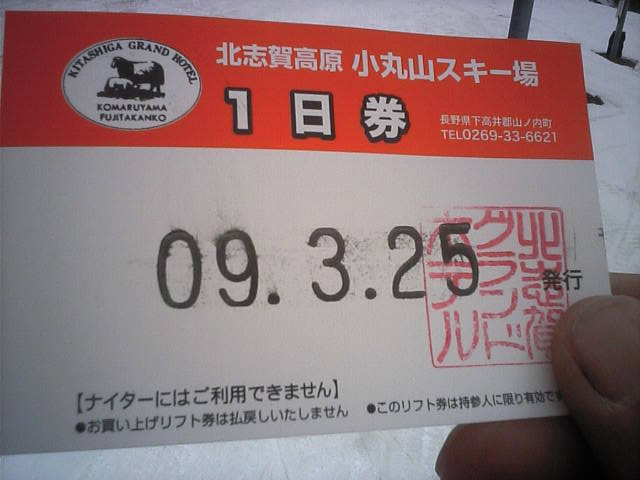 KITASHIGA GRAND HOTEL
KOMARUYAMA
FUJITAKANKO
北志賀高原 小丸山スキー場
1日券
長野県下高井郡山ノ内町
TEL0269-33-6621
09.3.25
発行
北志賀
グランド
ホテル
【ナイターにはご利用できません】
●お買い上げリフト券は払戻しいたしません
●このリフト券は持参人に限り有効です